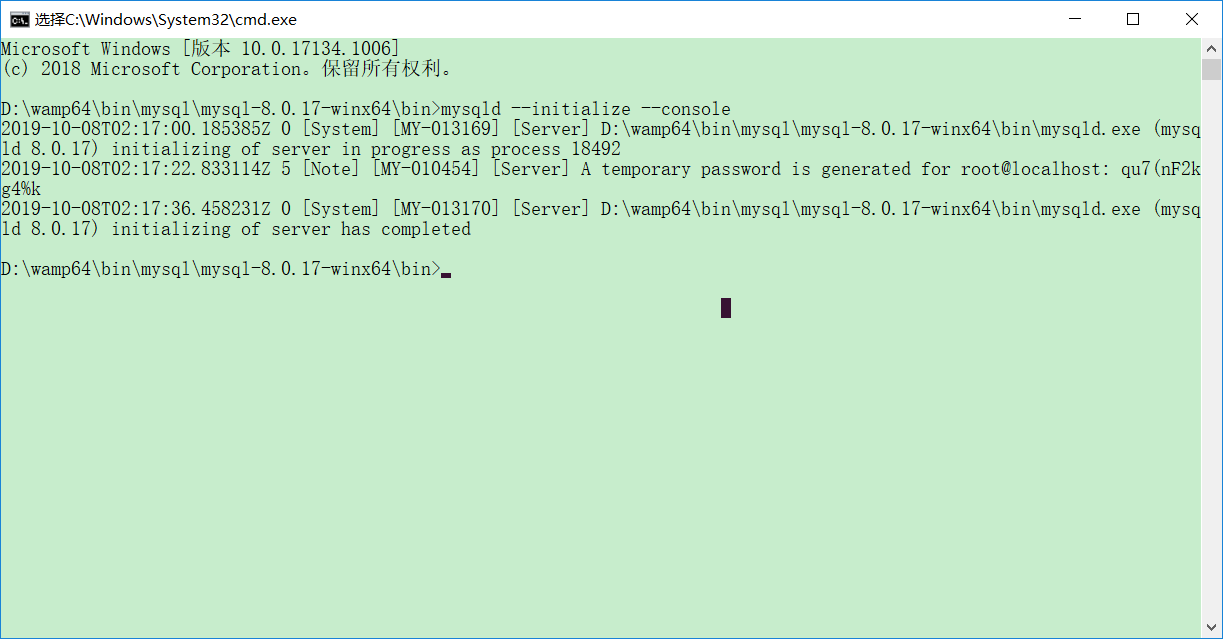 选择C:\Windows\System32\cmd.exe
Microsoft Windows [版本 10.0.17134.1006]
(c) 2018 Microsoft Corporation。保留所有权利。
D:\wamp64\bin\mysql\mysql-8.0.17-winx64\bin>mysqld --initialize --console
2019-10-08T02:17:00.185385Z 0 [System] [MY-013169] [Server] D:\wamp64\bin\mysql\mysql-8.0.17-winx64\bin\mysqld.exe (mysq
ld 8.0.17) initializing of server in progress as process 18492
2019-10-08T02:17:22.833114Z 5 [Note] [MY-010454] [Server] A temporary password is generated for root@localhost: qu7(nF2k
g4%k
2019-10-08T02:17:36.458231Z 0 [System] [MY-013170] [Server] D:\wamp64\bin\mysql\mysql-8.0.17-winx64\bin\mysqld.exe (mysq
ld 8.0.17) initializing of server has completed
D:\wamp64\bin\mysql\mysql-8.0.17-winx64\bin>